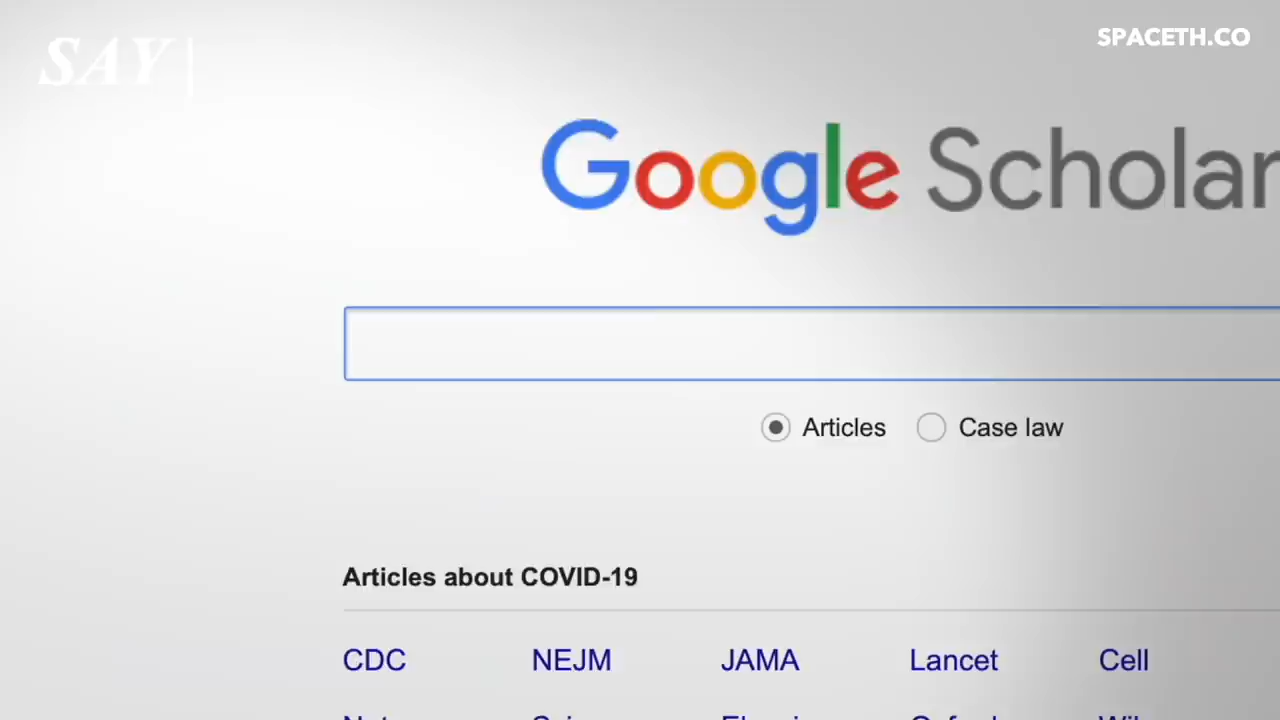 SAY|
SPACETH.CO
Google Scholar
Articles
Case law
Articles about COVID-19
CDC
NEJM
JAMA
Lancet
Cell